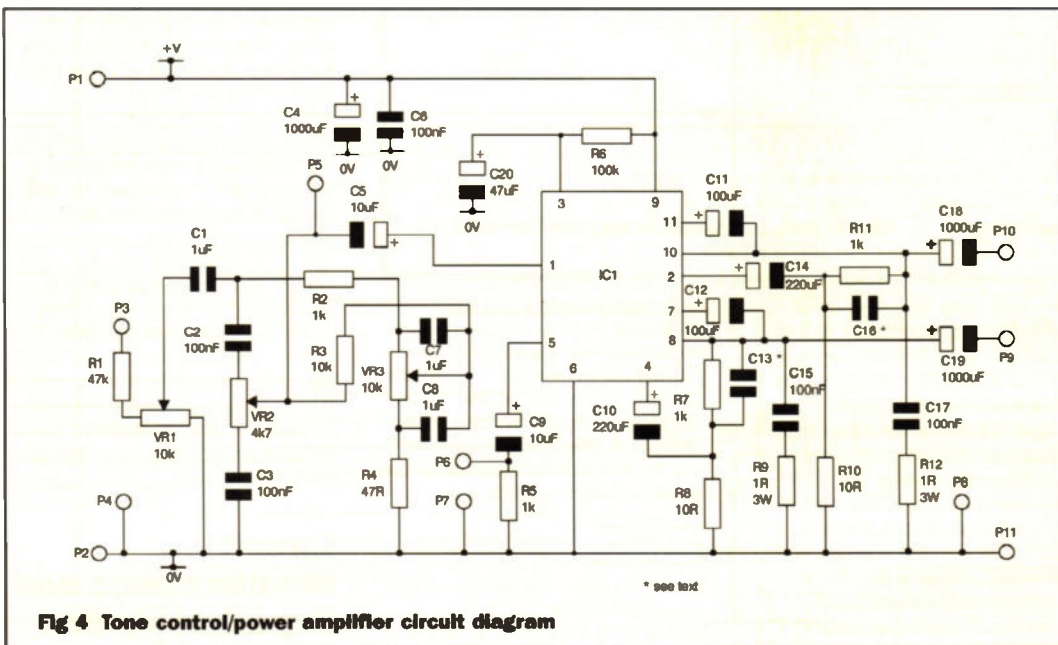 +V
P1
C4
1000uF
C6
100nF
0V
0V
P5
C5
10uF
C20
47uF
0V
R6
100k
3
9
C11
100uF
11
10
2
7
8
1
5
6
4
IC1
C14
220uF
R11
1k
C16 *
C18
1000uF
P10
C12
100uF
C19
1000uF
P9
C1
1uF
R2
1k
P3
R1
47k
VR1
10k
C2
100nF
VR2
4k7
C3
100nF
R3
10k
VR3
10k
C7
1uF
C8
1uF
R4
47R
C9
10uF
P6
P7
R5
1k
C10
220uF
R7
1k
C13 *
C15
100nF
R8
10R
R9
1R
3W
R10
10R
C17
100nF
R12
1R
3W
P8
P4
P2
0V
P11
* see text
Fig 4 Tone control/power amplifier circuit diagram